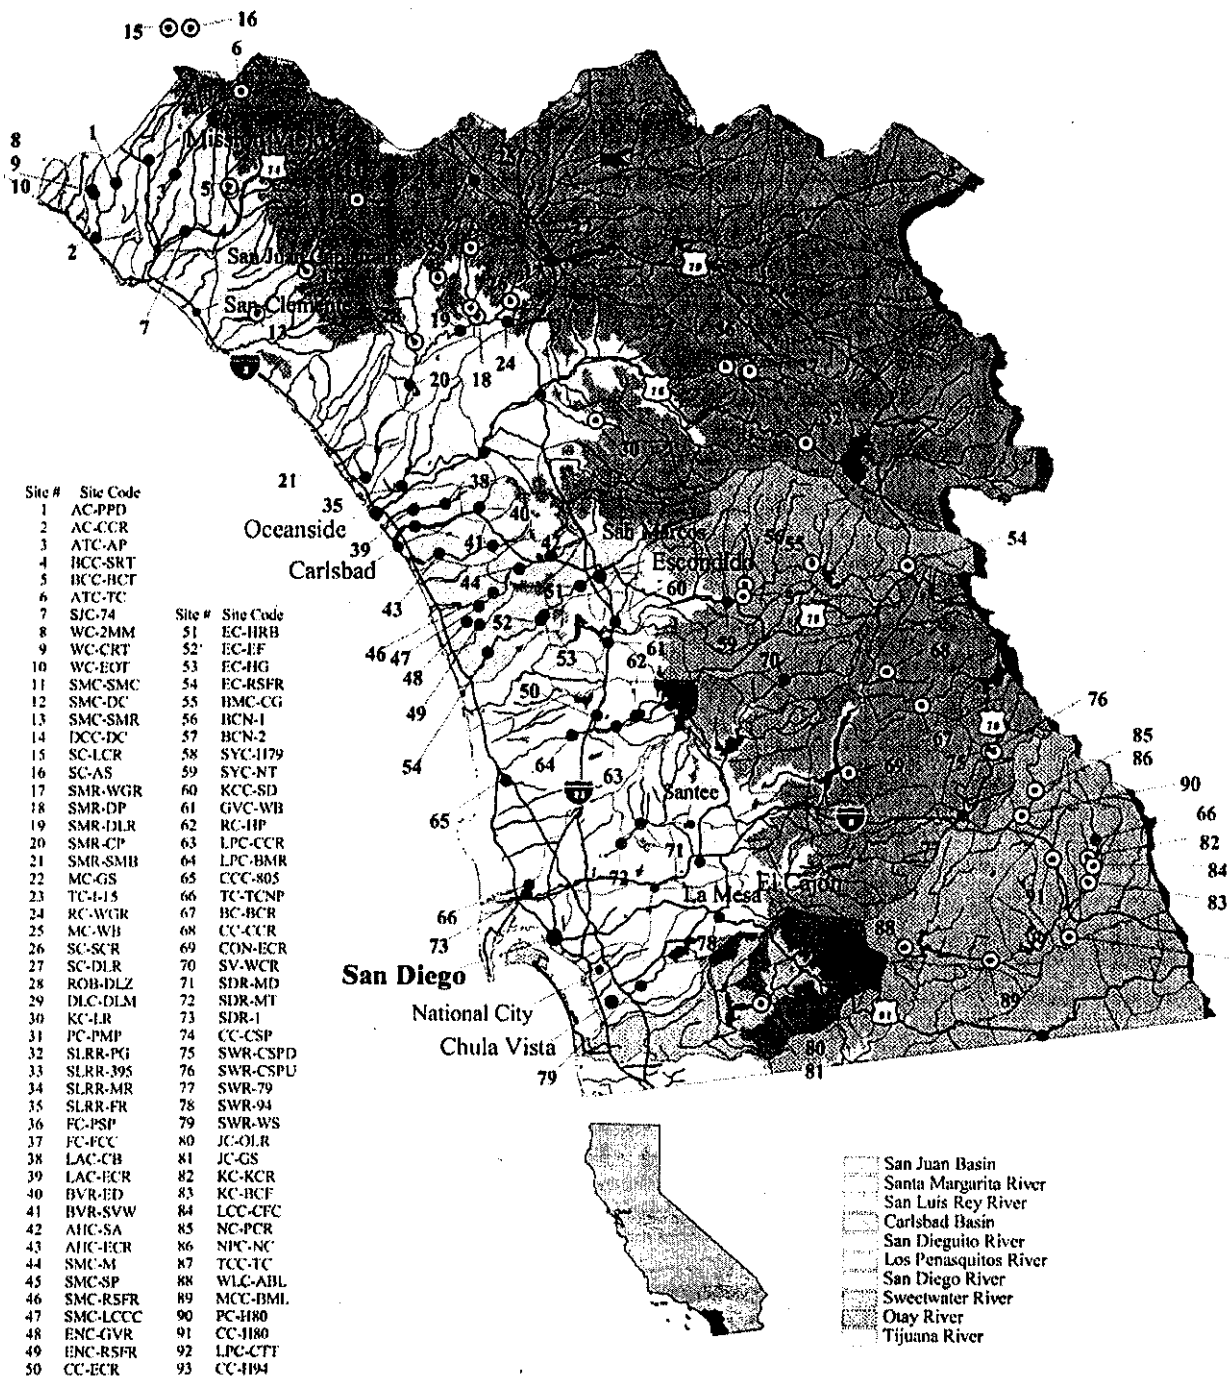 15 16
6
8 1
9
10 5
2
San Clemente
7 19 24
20 18
21 38
35 40
Oceanside San Marcos 54
39 41 Escondido
Carlsbad 60
43 44 51
46 47 52 59
48 53 61
62 70 68
49 50 76
54 64 63 67 85
86
Santee 69 90
65 66
71 82
72 La Mesa El Cajon 84
66 91 83
73 78 88
San Diego
National City 89
Chula Vista
80
79 81
Site # Site Code
1 AC-PPD
2 AC-CCR
3 ATC-AP
4 BCC-SRT
5 BCC-BCT
6 ATC-TC
7 SJC-74
8 WC-2MM
9 WC-CRT
10 WC-EOT
11 SMC-SMC
12 SMC-DC
13 SMC-SMR
14 DCC-DC
15 SC-LCR
16 SC-AS
17 SMR-WGR
18 SMR-DP
19 SMR-DLR
20 SMR-CP
21 SMR-SMB
22 MC-GS
23 TC-I-15
24 RC-WGR
25 MC-WB
26 SC-SCR
27 SC-DLR
28 ROB-DLZ
29 DLC-DLM
30 KC-LR
31 PC-PMP
32 SLRR-PG
33 SLRR-395
34 SLRR-MR
35 SLRR-FR
36 FC-PSP
37 FC-FCC
38 LAC-CB
39 LAC-ECR
40 BVR-ED
41 BVR-SVW
42 AHC-SA
43 AHC-ECR
44 SMC-M
45 SMC-SP
46 SMC-RSFR
47 SMC-LCCC
48 ENC-GVR
49 ENC-RSFR
50 CC-ECR
Site # Site Code
51 EC-HRB
52 EC-EF
53 EC-HG
54 EC-RSFR
55 BMC-CG
56 BCN-1
57 BCN-2
58 SYC-H79
59 SYC-NT
60 KCC-SD
61 GVC-WB
62 RC-HP
63 LPC-CCR
64 LPC-BMR
65 CCC-805
66 TC-TCNP
67 BC-BCR
68 CC-CCR
69 CON-ECR
70 SV-WCR
71 SDR-MD
72 SDR-MT
73 SDR-1
74 CC-CSP
75 SWR-CSPD
76 SWR-CSPU
77 SWR-79
78 SWR-94
79 SWR-WS
80 JC-OLR
81 JC-GS
82 KC-KCR
83 KC-BCF
84 LCC-CFC
85 NC-PCR
86 NPC-NC
87 TCC-TC
88 WLC-ABL
89 MCC-BML
90 PC-H80
91 CC-H80
92 LPC-CTT
93 CC-H94
San Juan Basin
Santa Margarita River
San Luis Rey River
Carlsbad Basin
San Dieguito River
Los Penasquitos River
San Diego River
Sweetwater River
Otay River
Tijuana River